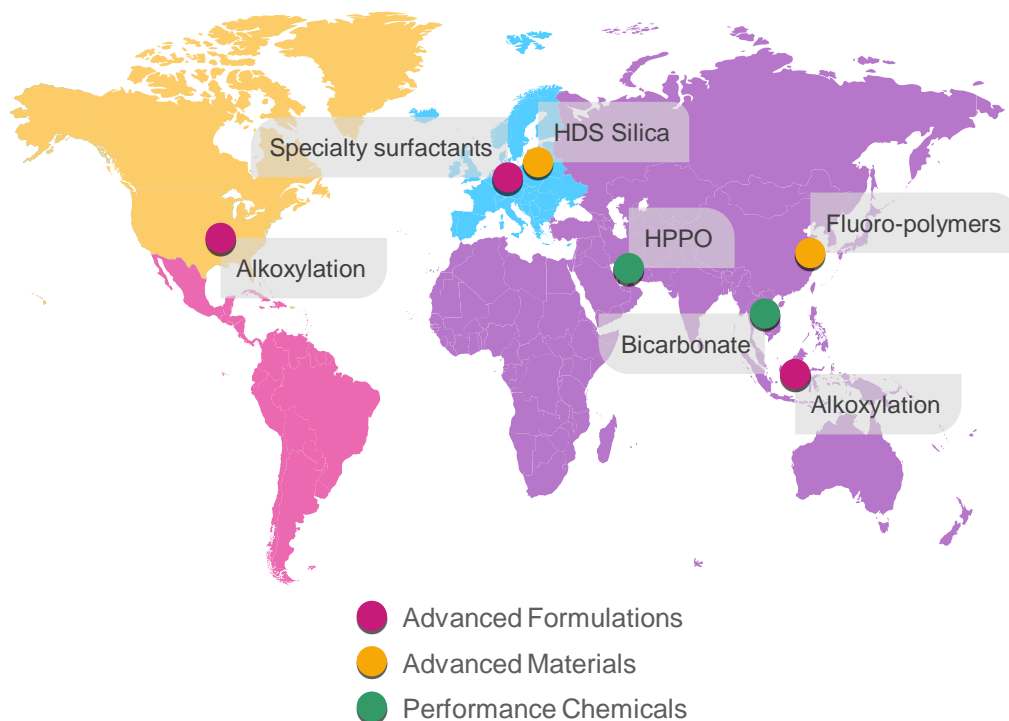 Specialty surfactants
HDS Silica
Alkoxylation
HPPO
Fluoro-polymers
Bicarbonate
Alkoxylation
Advanced Formulations
Advanced Materials
Performance Chemicals